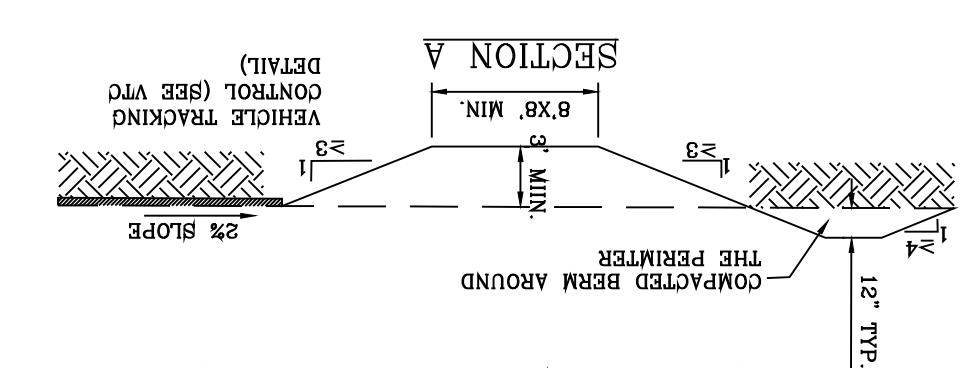 12" TYP.
COMPACTED BERM AROUND
THE PERIMETER
≥4
1
2% SLOPE
3' MIIN.
≥3
1
≥3
1
8'X8' MIN.
VEHICLE TRACKING
CONTROL (SEE VTC
DETAIL)
SECTION A